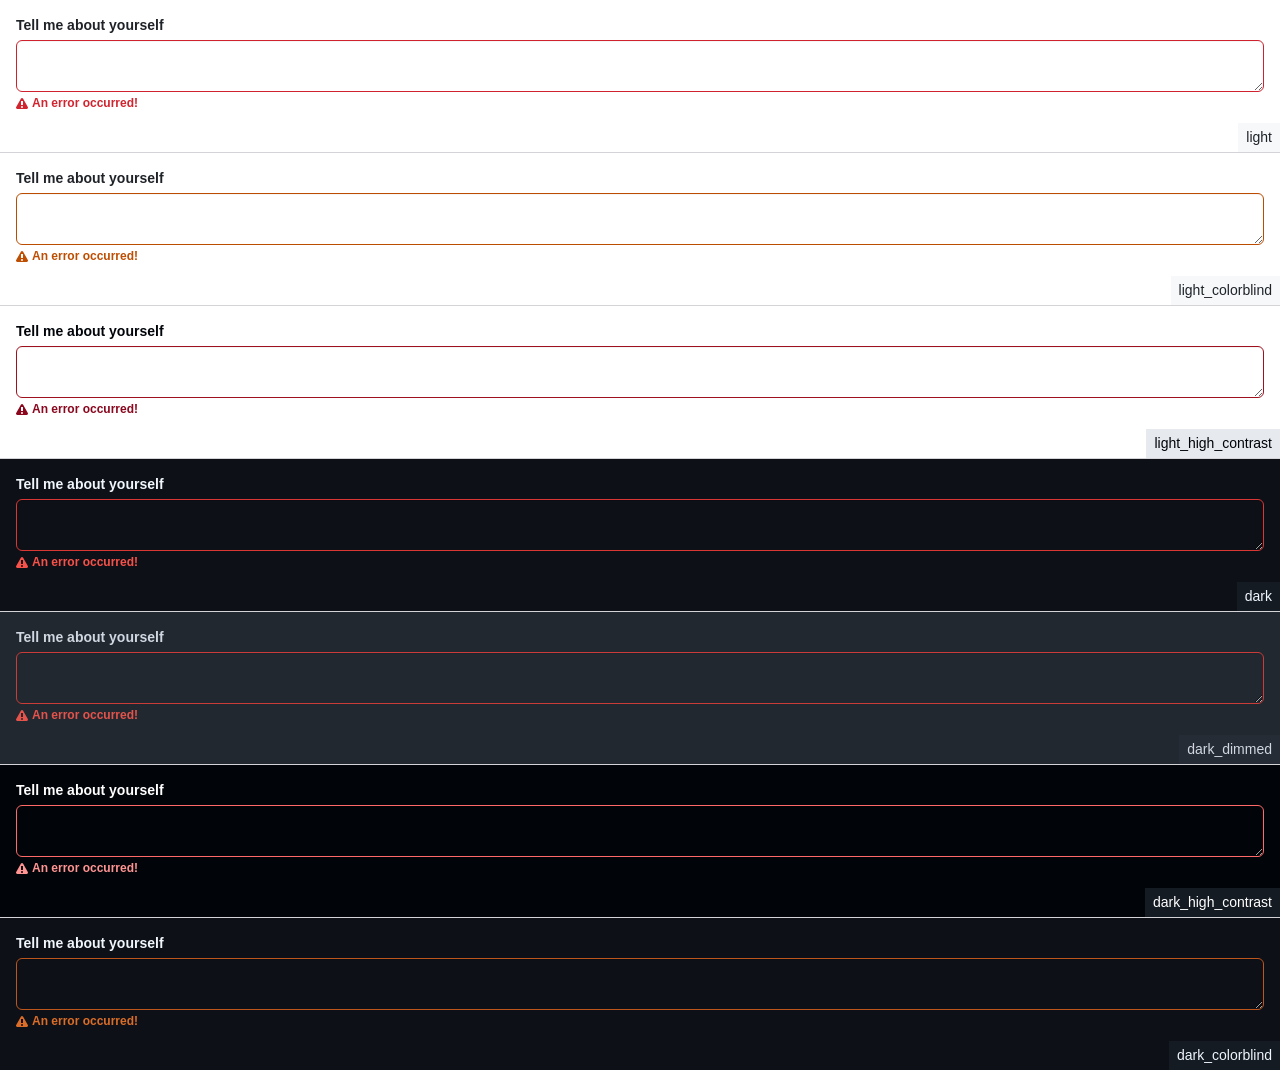 Tell me about yourself
An error occurred!
light
Tell me about yourself
An error occurred!
light_colorblind
Tell me about yourself
An error occurred!
light_high_contrast
Tell me about yourself
An error occurred!
dark
Tell me about yourself
An error occurred!
dark_dimmed
Tell me about yourself
An error occurred!
dark_high_contrast
Tell me about yourself
An error occurred!
dark_colorblind